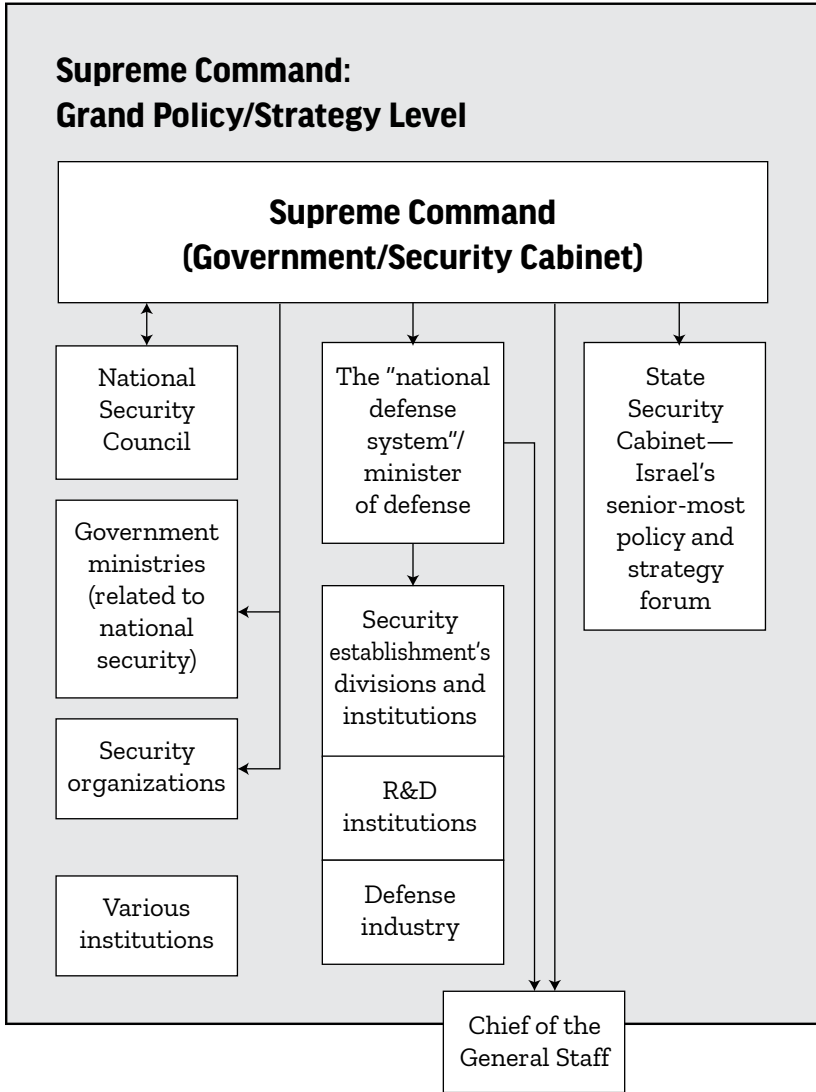 Supreme Command:
Grand Policy/Strategy Level
Supreme Command
(Government/Security Cabinet)
National
Security
Council
Government
ministries
(related to
national
security)
Security
organizations
Various
institutions
The “national
defense
system”/
minister
of defense
Security
establishment’s
divisions and
institutions
R&D
institutions
Defense
industry
State
Security
Cabinet—
Israel’s
senior-most
policy and
strategy
forum
Chief of the
General Staff